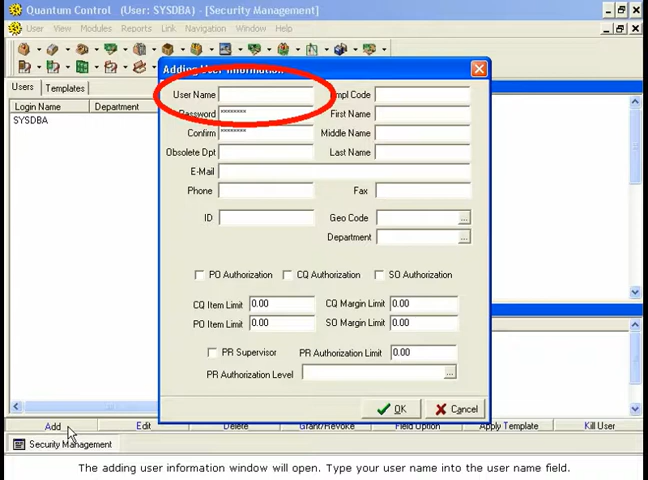 Quantum Control (User: SYSDBA) - [Security Management]
User View Modules Reports Link Navigation Window Help
Users Templates
Login Name Department
SYSDBA
Adding User Information
User Name
Empl Code
Password ********
First Name
Confirm ********
Middle Name
Obsolete Dpt
Last Name
E-Mail
Phone
Fax
ID
Geo Code ...
Department ...
PO Authorization CQ Authorization SO Authorization
CQ Item Limit 0.00 CQ Margin Limit 0.00
PO Item Limit 0.00 SO Margin Limit 0.00
PR Supervisor PR Authorization Limit 0.00
PR Authorization Level ...
OK Cancel
Add Edit Delete Grant/Revoke Field Option Apply Template Kill User
Security Management
The adding user information window will open. Type your user name into the user name field.